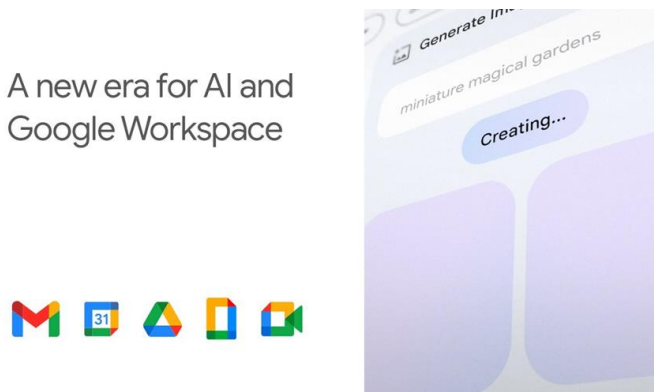 A new era for AI and
Google Workspace
31
Generate
miniature magical gardens
Creating...